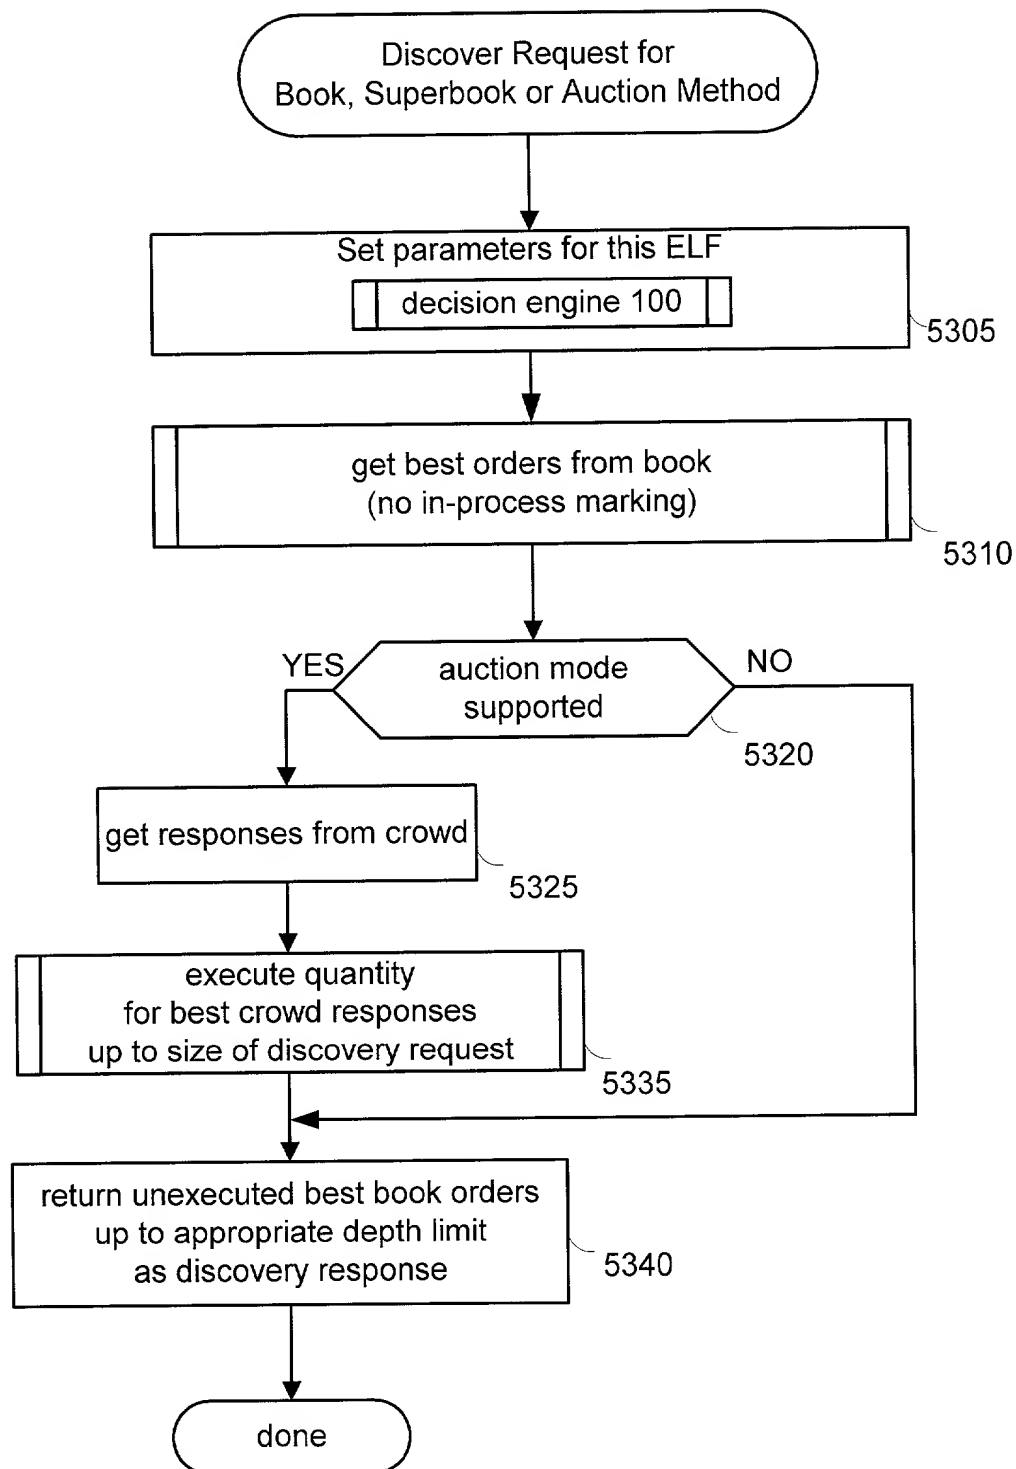 Discover Request for
Book, Superbook or Auction Method
Set parameters for this ELF
decision engine 100
5305
get best orders from book
(no in-process marking)
5310
YES
auction mode
supported
NO
5320
get responses from crowd
5325
execute quantity
for best crowd responses
up to size of discovery request
5335
return unexecuted best book orders
up to appropriate depth limit
as discovery response
5340
done